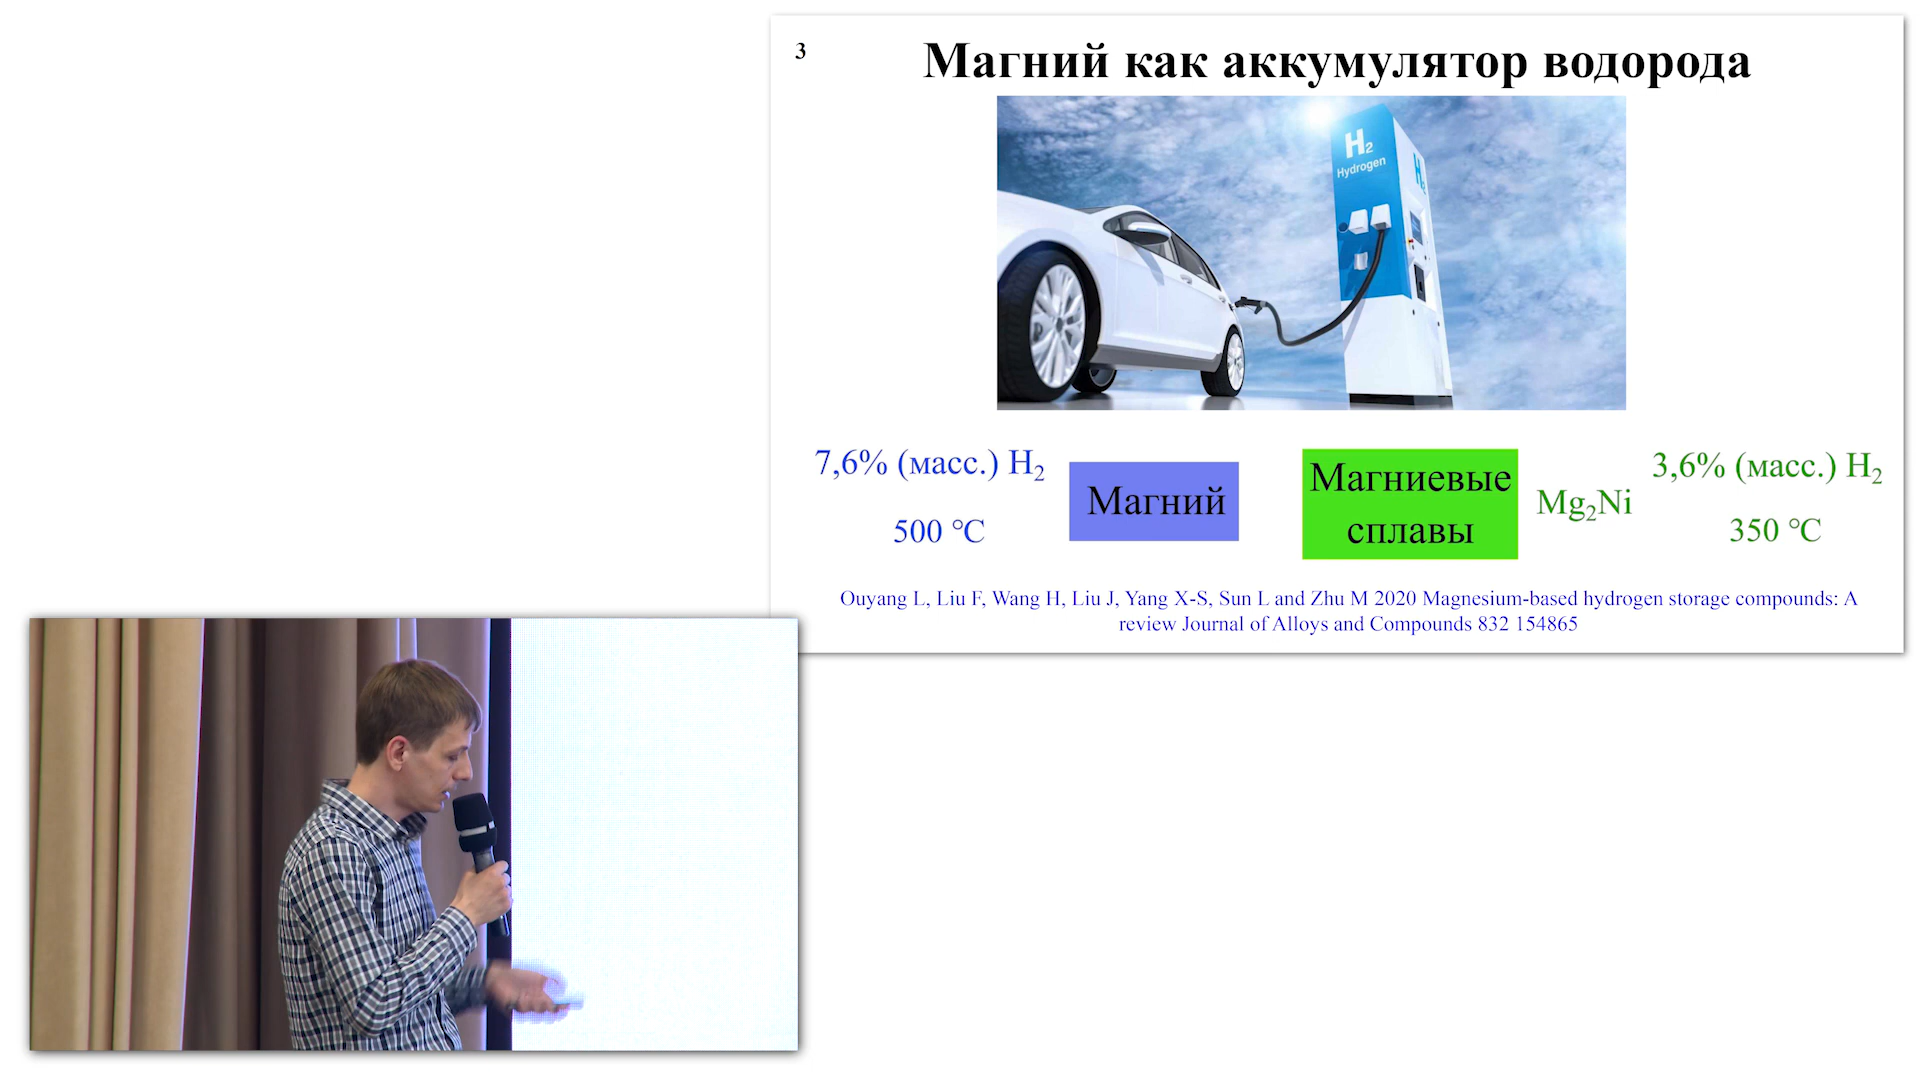 3
Магний как аккумулятор водорода
H₂
Hydrogen
7,6% (масс.) H₂
500 ℃
Магний
Магниевые
сплавы
Mg₂Ni
3,6% (масс.) H₂
350 ℃
Ouyang L, Liu F, Wang H, Liu J, Yang X-S, Sun L and Zhu M 2020 Magnesium-based hydrogen storage compounds: A
review Journal of Alloys and Compounds 832 154865